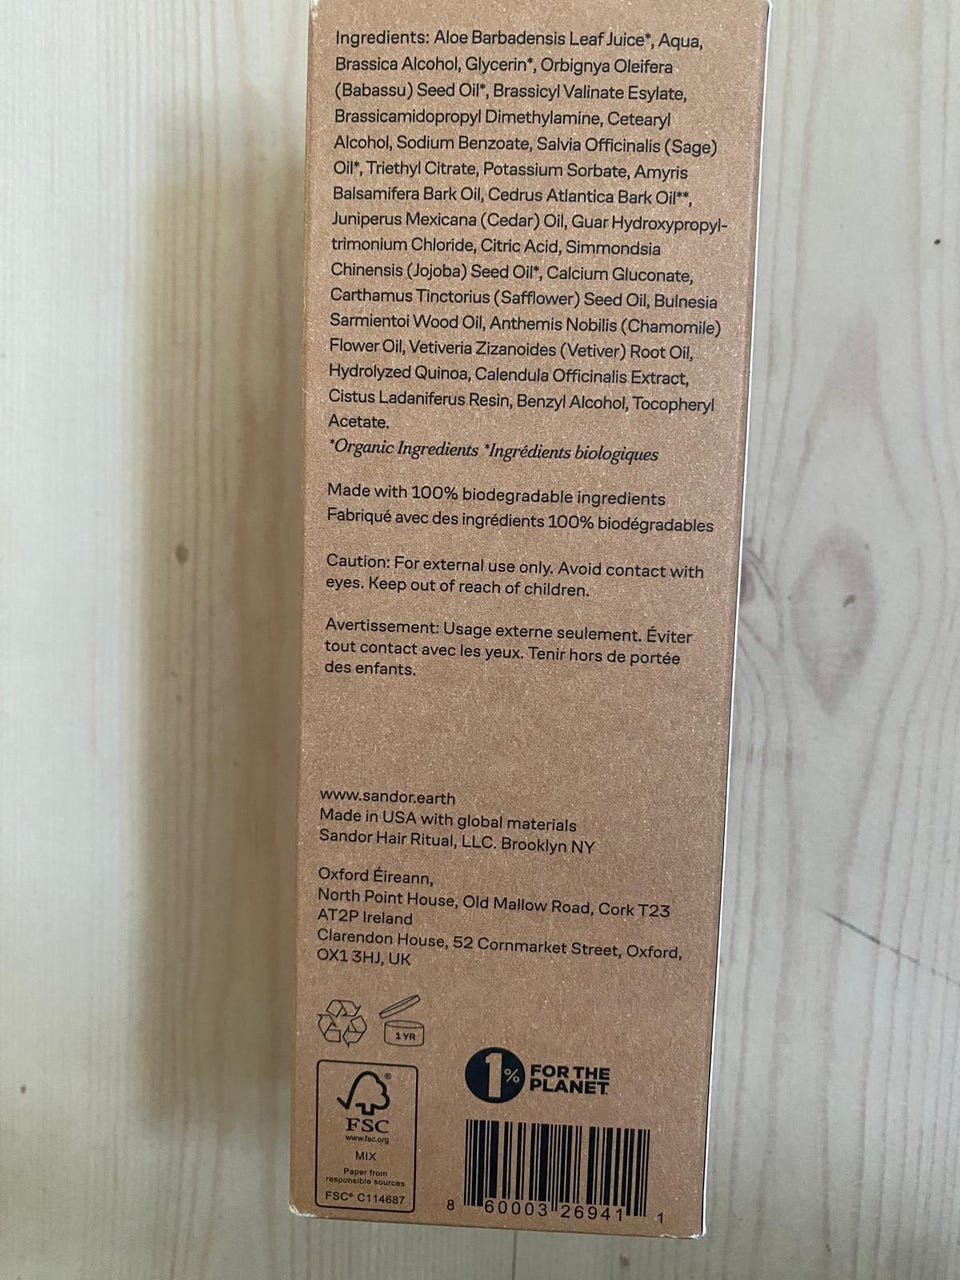 Ingredients: Aloe Barbadensis Leaf Juice*, Aqua,
Brassica Alcohol, Glycerin*, Orbignya Oleifera
(Babassu) Seed Oil*, Brassicyl Valinate Esylate,
Brassicamidopropyl Dimethylamine, Cetearyl
Alcohol, Sodium Benzoate, Salvia Officinalis (Sage)
Oil*, Triethyl Citrate, Potassium Sorbate, Amyris
Balsamifera Bark Oil, Cedrus Atlantica Bark Oil**,
Juniperus Mexicana (Cedar) Oil, Guar Hydroxypropyl-
trimonium Chloride, Citric Acid, Simmondsia
Chinensis (Jojoba) Seed Oil*, Calcium Gluconate,
Carthamus Tinctorius (Safflower) Seed Oil, Bulnesia
Sarmientoi Wood Oil, Anthemis Nobilis (Chamomile)
Flower Oil, Vetiveria Zizanoides (Vetiver) Root Oil,
Hydrolyzed Quinoa, Calendula Officinalis Extract,
Cistus Ladaniferus Resin, Benzyl Alcohol, Tocopheryl
Acetate.
*Organic Ingredients *Ingrédients biologiques
Made with 100% biodegradable ingredients
Fabriqué avec des ingrédients 100% biodégradables
Caution: For external use only. Avoid contact with
eyes. Keep out of reach of children.
Avertissement: Usage externe seulement. Éviter
tout contact avec les yeux. Tenir hors de portée
des enfants.
www.sandor.earth
Made in USA with global materials
Sandor Hair Ritual, LLC. Brooklyn NY
Oxford Éireann,
North Point House, Old Mallow Road, Cork T23
AT2P Ireland
Clarendon House, 52 Cornmarket Street, Oxford,
OX1 3HJ, UK
1 YR
1% FOR THE
PLANET
FSC
www.fsc.org
MIX
Paper from
responsible sources
FSC® C114687
8 60003 26941 1